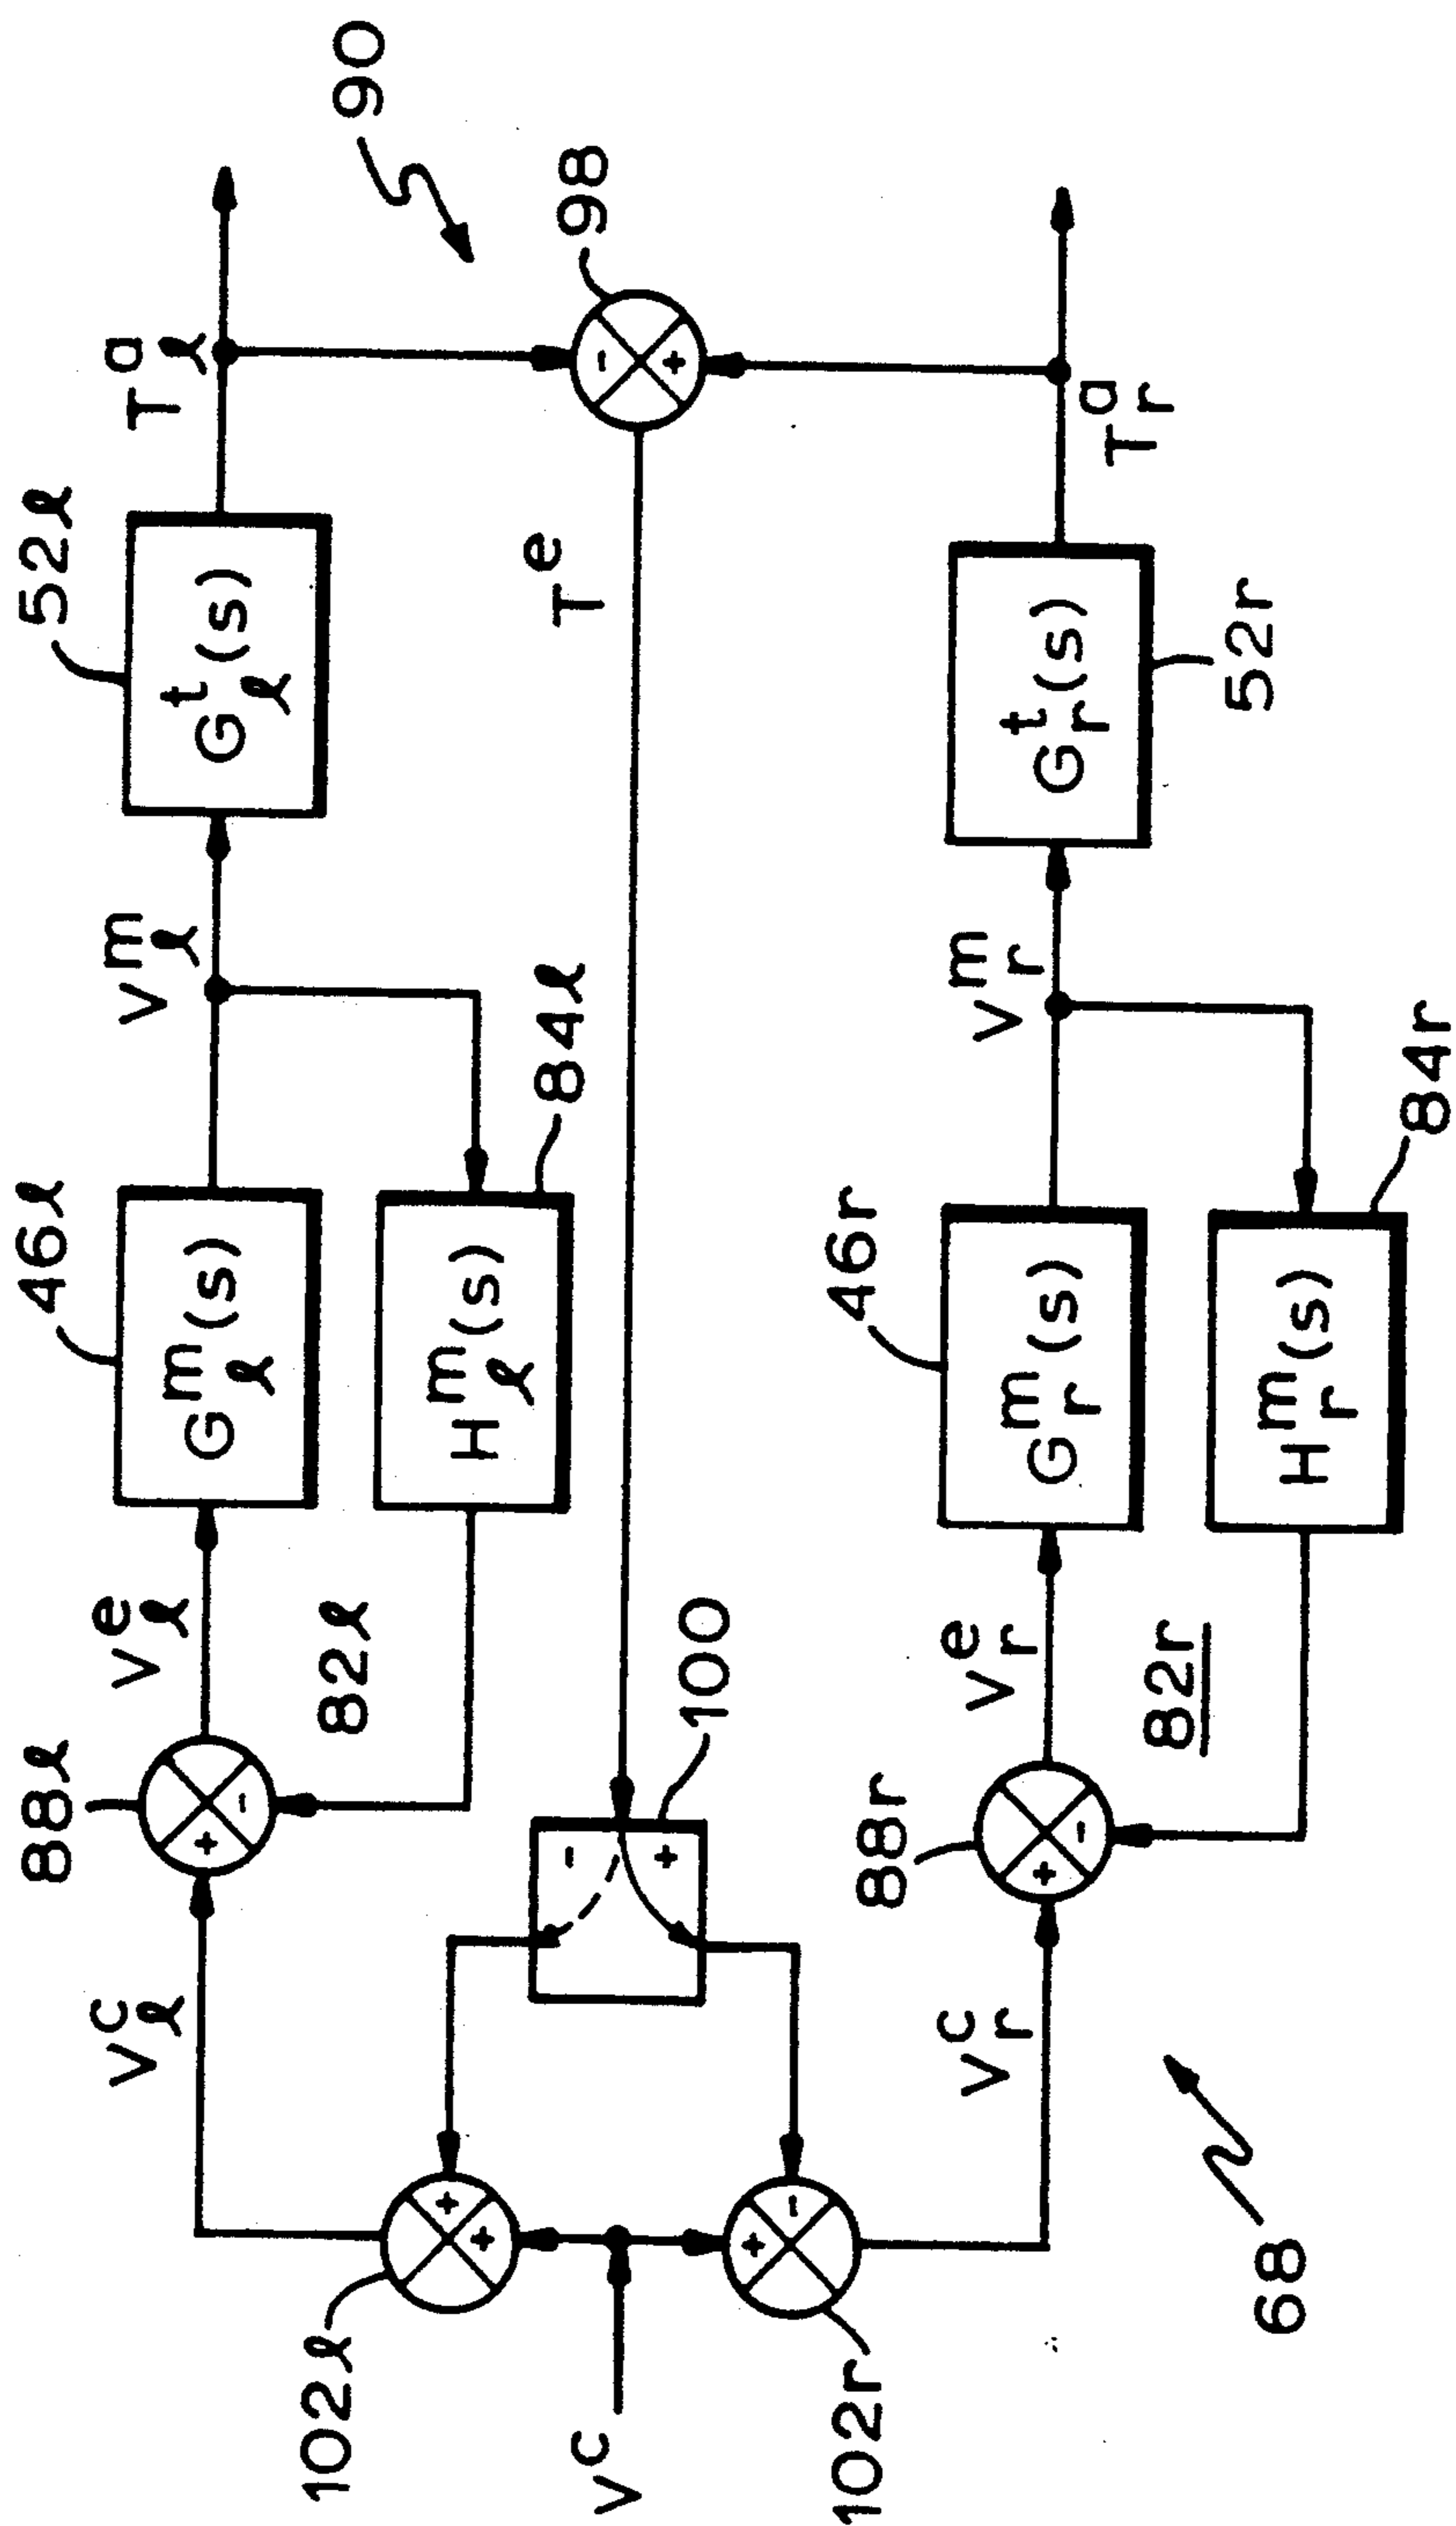 90
52ℓ
T^a_ℓ
98
46ℓ
V^m_ℓ
G^t_ℓ(s)
88ℓ
V^e_ℓ
G^m_ℓ(s)
84ℓ
T^e
-
+
V^c_ℓ
+
-
82ℓ
H^m_ℓ(s)
102ℓ
+
+
-
+
100
V^c
+
-
46r
V^m_r
G^t_r(s)
T^a_r
102r
88r
V^e_r
G^m_r(s)
52r
V^c_r
+
-
82r
H^m_r(s)
84r
68